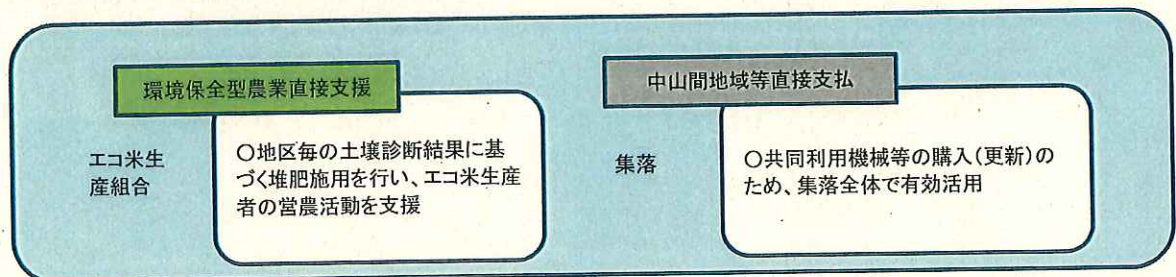 環境保全型農業直接支援
エコ米生
産組合
○地区毎の土壌診断結果に基
づく堆肥施用を行い、エコ米生産
者の営農活動を支援
中山間地域等直接支払
集落
○共同利用機械等の購入(更新)の
ため、集落全体で有効活用